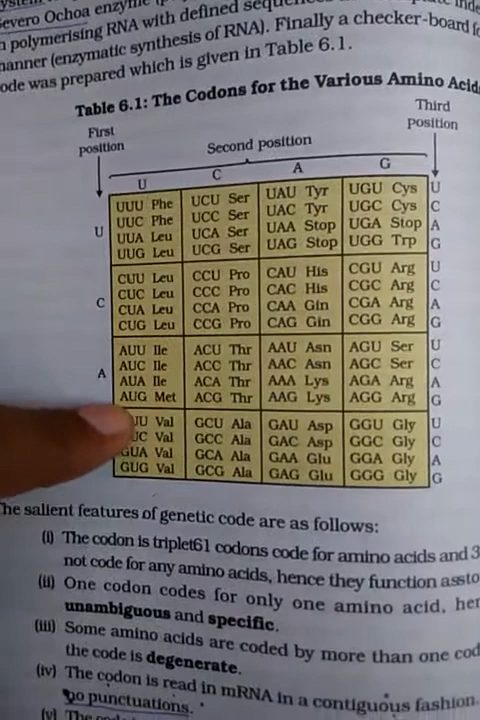 Severo Ochoa enzyme
n polymerising RNA with defined
manner (enzymatic synthesis of RNA). Finally a checker-board
ode was prepared which is given in Table 6.1.
Table 6.1: The Codons for the Various Amino Acid
First position
Second position
Third position
U C A G
U
UUU Phe UCU Ser UAU Tyr UGU Cys U
UUC Phe UCC Ser UAC Tyr UGC Cys C
UUA Leu UCA Ser UAA Stop UGA Stop A
UUG Leu UCG Ser UAG Stop UGG Trp G
C
CUU Leu CCU Pro CAU His CGU Arg U
CUC Leu CCC Pro CAC His CGC Arg C
CUA Leu CCA Pro CAA Gin CGA Arg A
CUG Leu CCG Pro CAG Gin CGG Arg G
A
AUU Ile ACU Thr AAU Asn AGU Ser U
AUC Ile ACC Thr AAC Asn AGC Ser C
AUA Ile ACA Thr AAA Lys AGA Arg A
AUG Met ACG Thr AAG Lys AGG Arg G
UU Val GCU Ala GAU Asp GGU Gly U
UC Val GCC Ala GAC Asp GGC Gly C
GUA Val GCA Ala GAA Glu GGA Gly A
GUG Val GCG Ala GAG Glu GGG Gly G
he salient features of genetic code are as follows:
(i) The codon is triplet61 codons code for amino acids and 3
not code for any amino acids, hence they function
(ii) One codon codes for only one amino acid, her
unambiguous and specific.
(iii) Some amino acids are coded by more than one cod
the code is degenerate.
(iv) The codon is read in mRNA in a contiguous fashion.
no punctuations.
(v) The